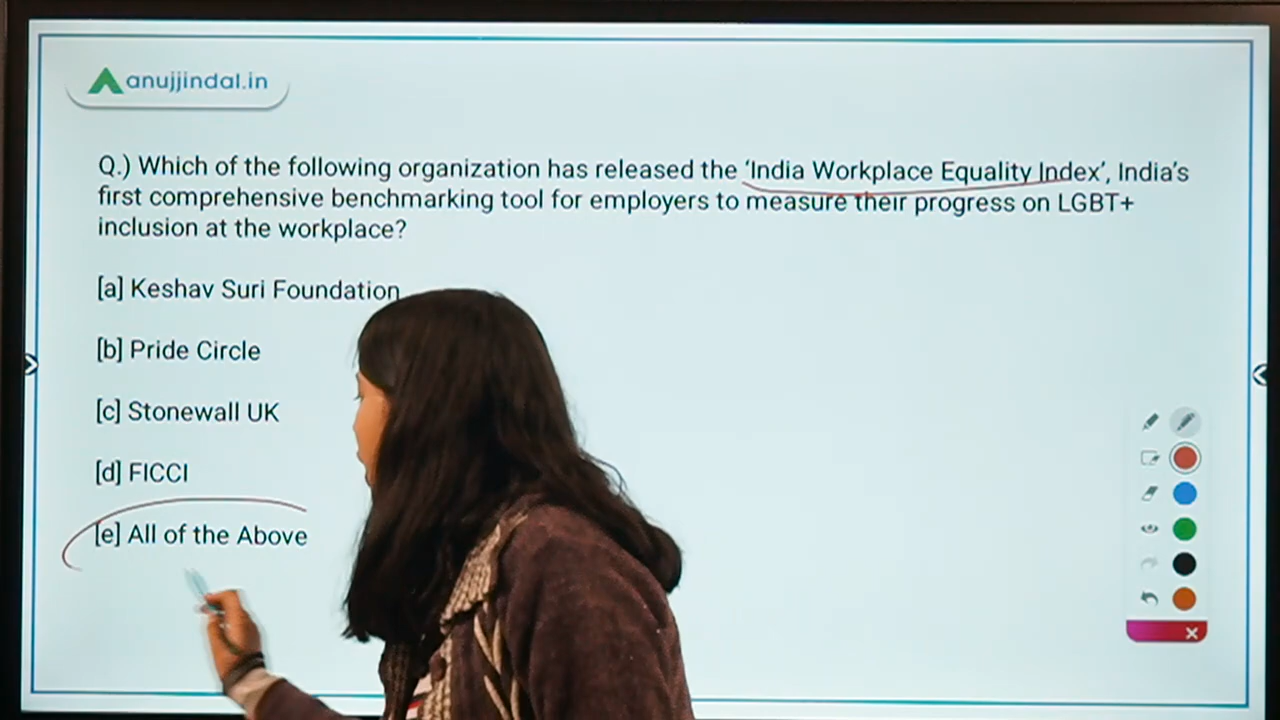 anujjindal.in
Q.) Which of the following organization has released the ‘India Workplace Equality Index’, India’s
first comprehensive benchmarking tool for employers to measure their progress on LGBT+
inclusion at the workplace?
[a] Keshav Suri Foundation
[b] Pride Circle
[c] Stonewall UK
[d] FICCI
[e] All of the Above